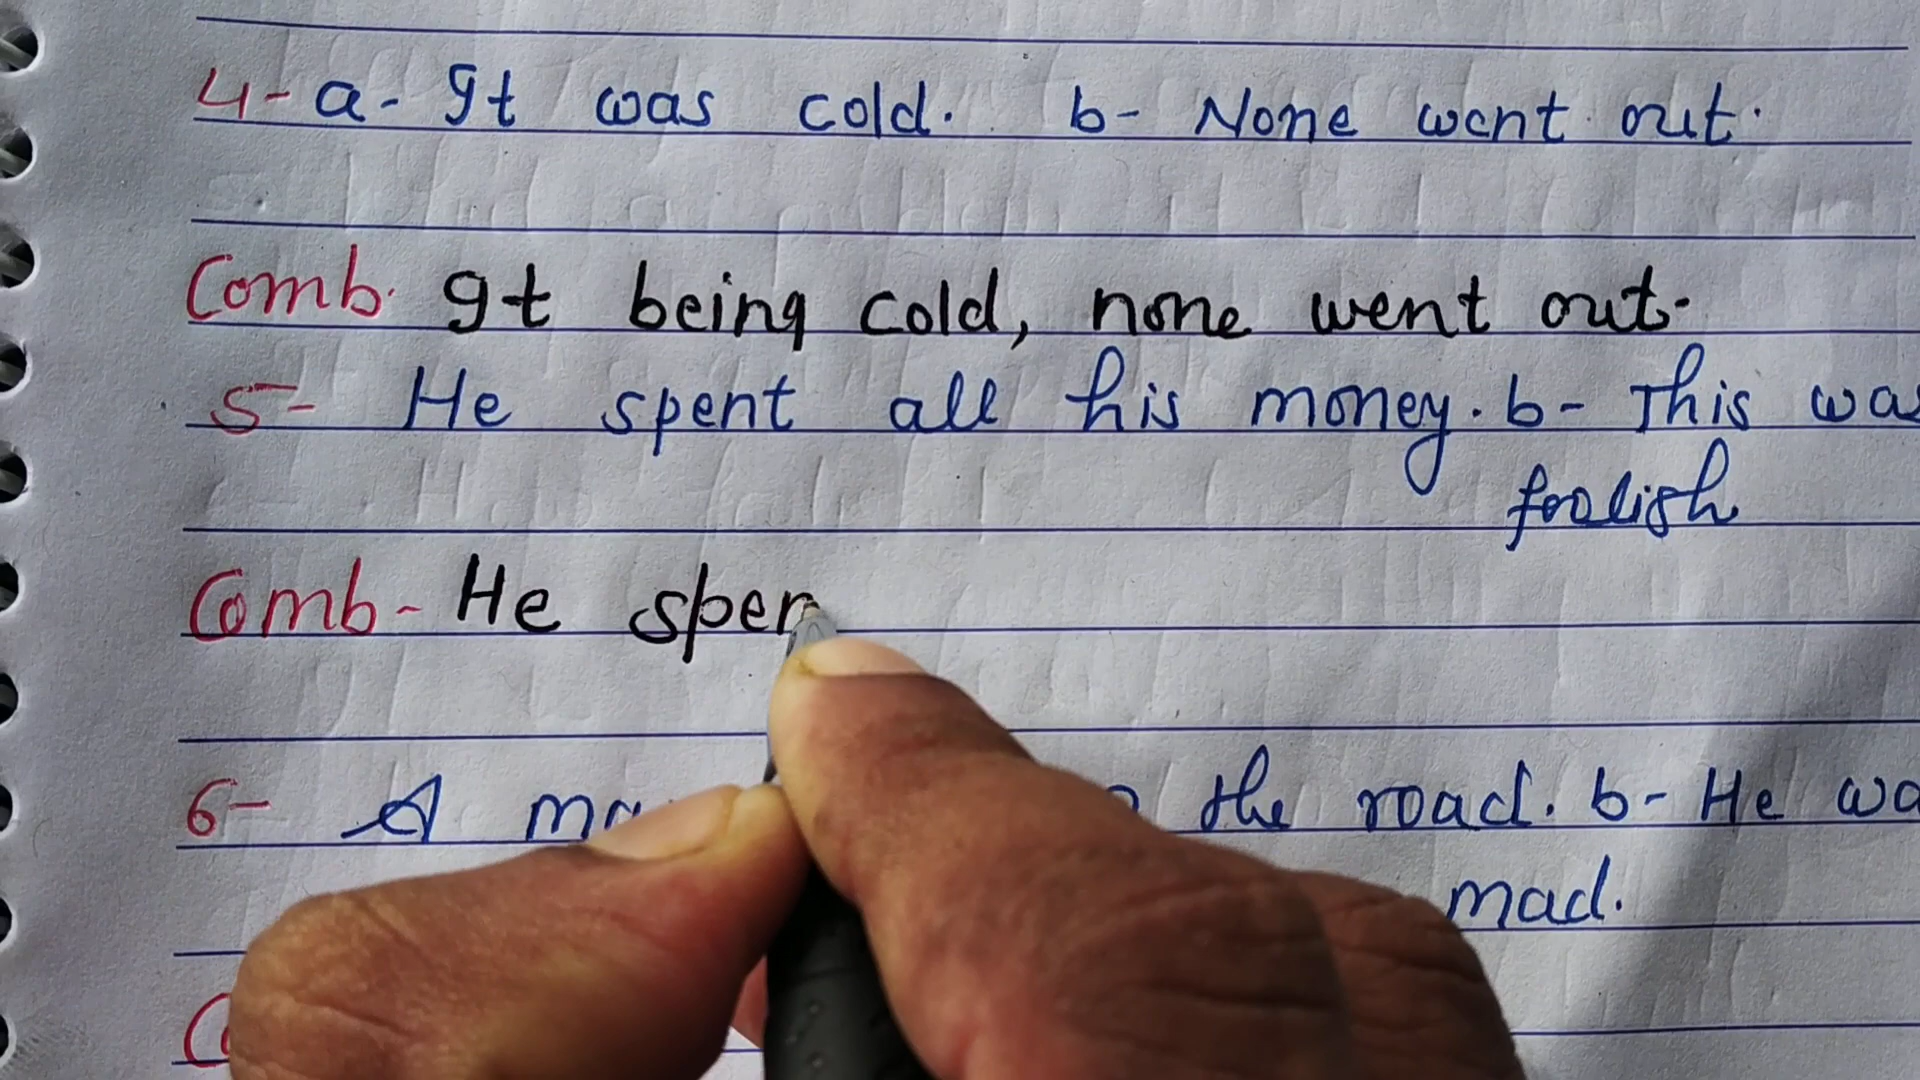 4- a- It was cold. b- None went out.
Comb. It being cold, none went out.
5- He spent all his money. b- This was
foolish
Comb- He spen
6- A the road. b- He
mad.